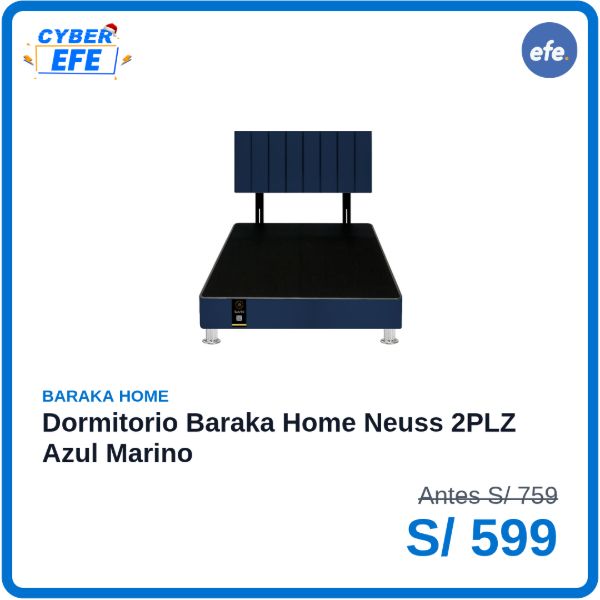 CYBER
EFE
efe.
BARAKA HOME
Dormitorio Baraka Home Neuss 2PLZ
Azul Marino
Antes S/ 759
S/ 599